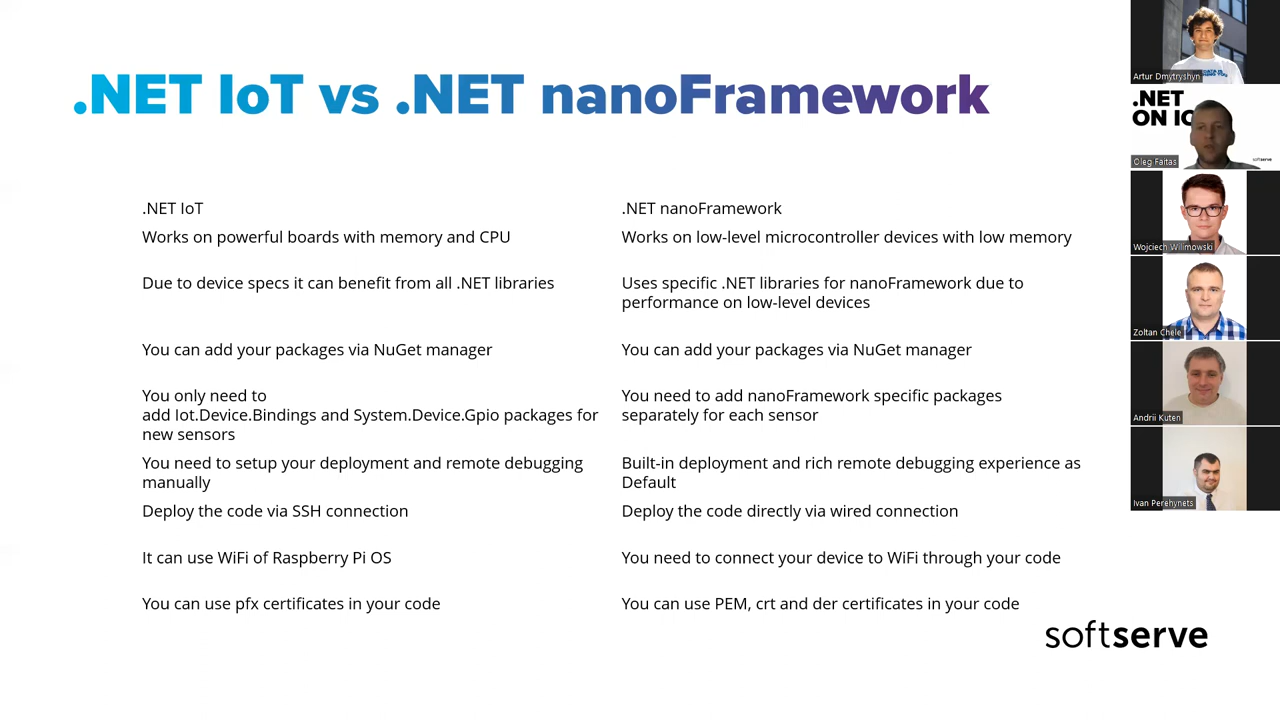 .NET IoT vs .NET nanoFramework
.NET IoT
.NET nanoFramework
Works on powerful boards with memory and CPU
Works on low-level microcontroller devices with low memory
Due to device specs it can benefit from all .NET libraries
Uses specific .NET libraries for nanoFramework due to
performance on low-level devices
You can add your packages via NuGet manager
You can add your packages via NuGet manager
You only need to
add Iot.Device.Bindings and System.Device.Gpio packages for
new sensors
You need to add nanoFramework specific packages
separately for each sensor
You need to setup your deployment and remote debugging
manually
Built-in deployment and rich remote debugging experience as
Default
Deploy the code via SSH connection
Deploy the code directly via wired connection
It can use WiFi of Raspberry Pi OS
You need to connect your device to WiFi through your code
You can use pfx certificates in your code
You can use PEM, crt and der certificates in your code
softserve
Artur Dmytryshyn
.NET
ON
softserve
Oleg Faitas
Wojciech Wilimowski
Zoltan Chele
Andrii Kuten
Ivan Perehynets